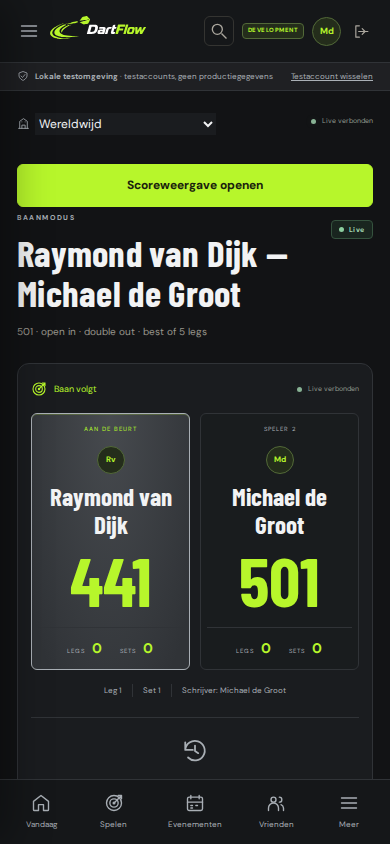 DartFlow
DEVELOPMENT
Md
Lokale testomgeving · testaccounts, geen productiegegevens
Testaccount wisselen
Wereldwijd
Live verbonden
Scoreweergave openen
BAANMODUS
Live
Raymond van Dijk —
Michael de Groot
501 · open in · double out · best of 5 legs
Baan volgt
Live verbonden
AAN DE BEURT
Rv
Raymond van
Dijk
441
LEGS 0 SETS 0
SPELER 2
Md
Michael de
Groot
501
LEGS 0 SETS 0
Leg 1 Set 1 Schrijver: Michael de Groot
Vandaag Spelen Evenementen Vrienden Meer